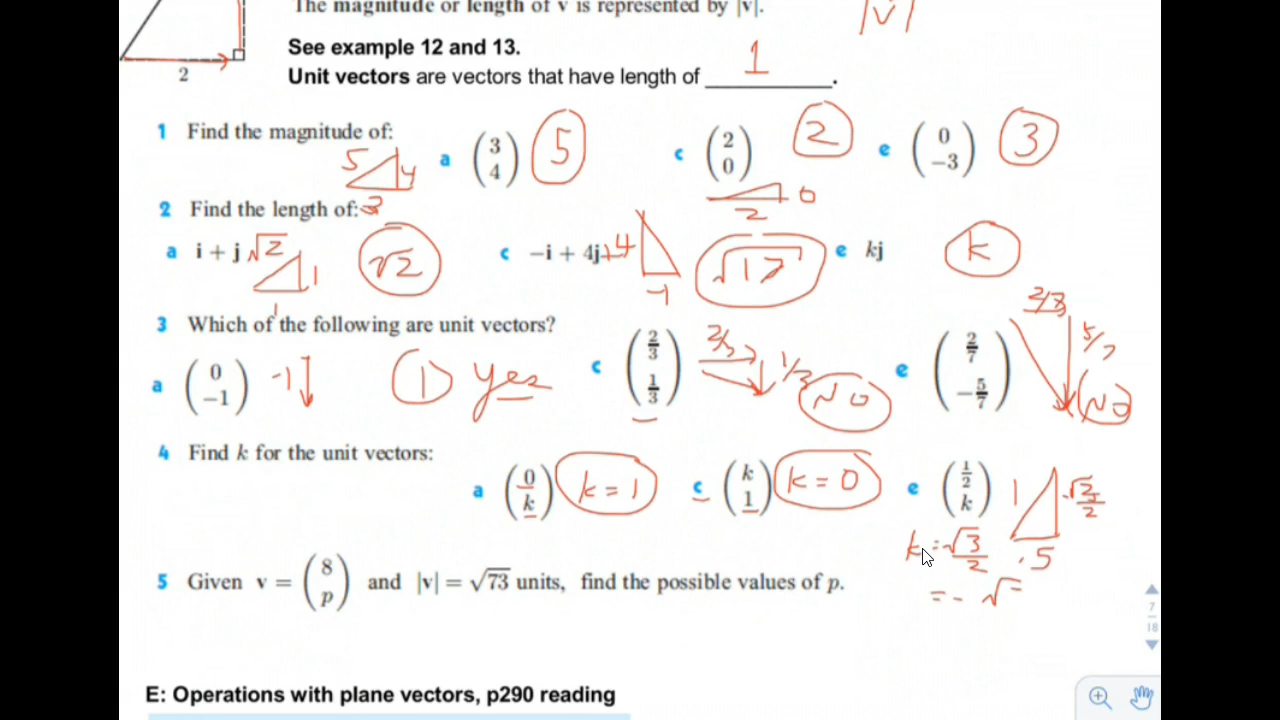 The magnitude or length of v is represented by |v|. |v|
2
See example 12 and 13.
Unit vectors are vectors that have length of 1.
1 Find the magnitude of: 5 4 3 a (3 4) 5 c (2 0) 2 2 0 e (0 −3) 3
2 Find the length of:
a i + j √2 1 1 √2 c −i + 4j +4 -1 √17 e kj k
3 Which of the following are unit vectors?
a (0 −1) -1 1 yes c (2/3 1/3) 1/3 NO e (2/7 −5/7) 5/7 NO
4 Find k for the unit vectors:
a (0 k) k = 1 c (k 1) k = 0 e (1/2 k) 1 .5
k = √3/2
= - √
5 Given v = (8 p) and |v| = √73 units, find the possible values of p.
7
18
E: Operations with plane vectors, p290 reading